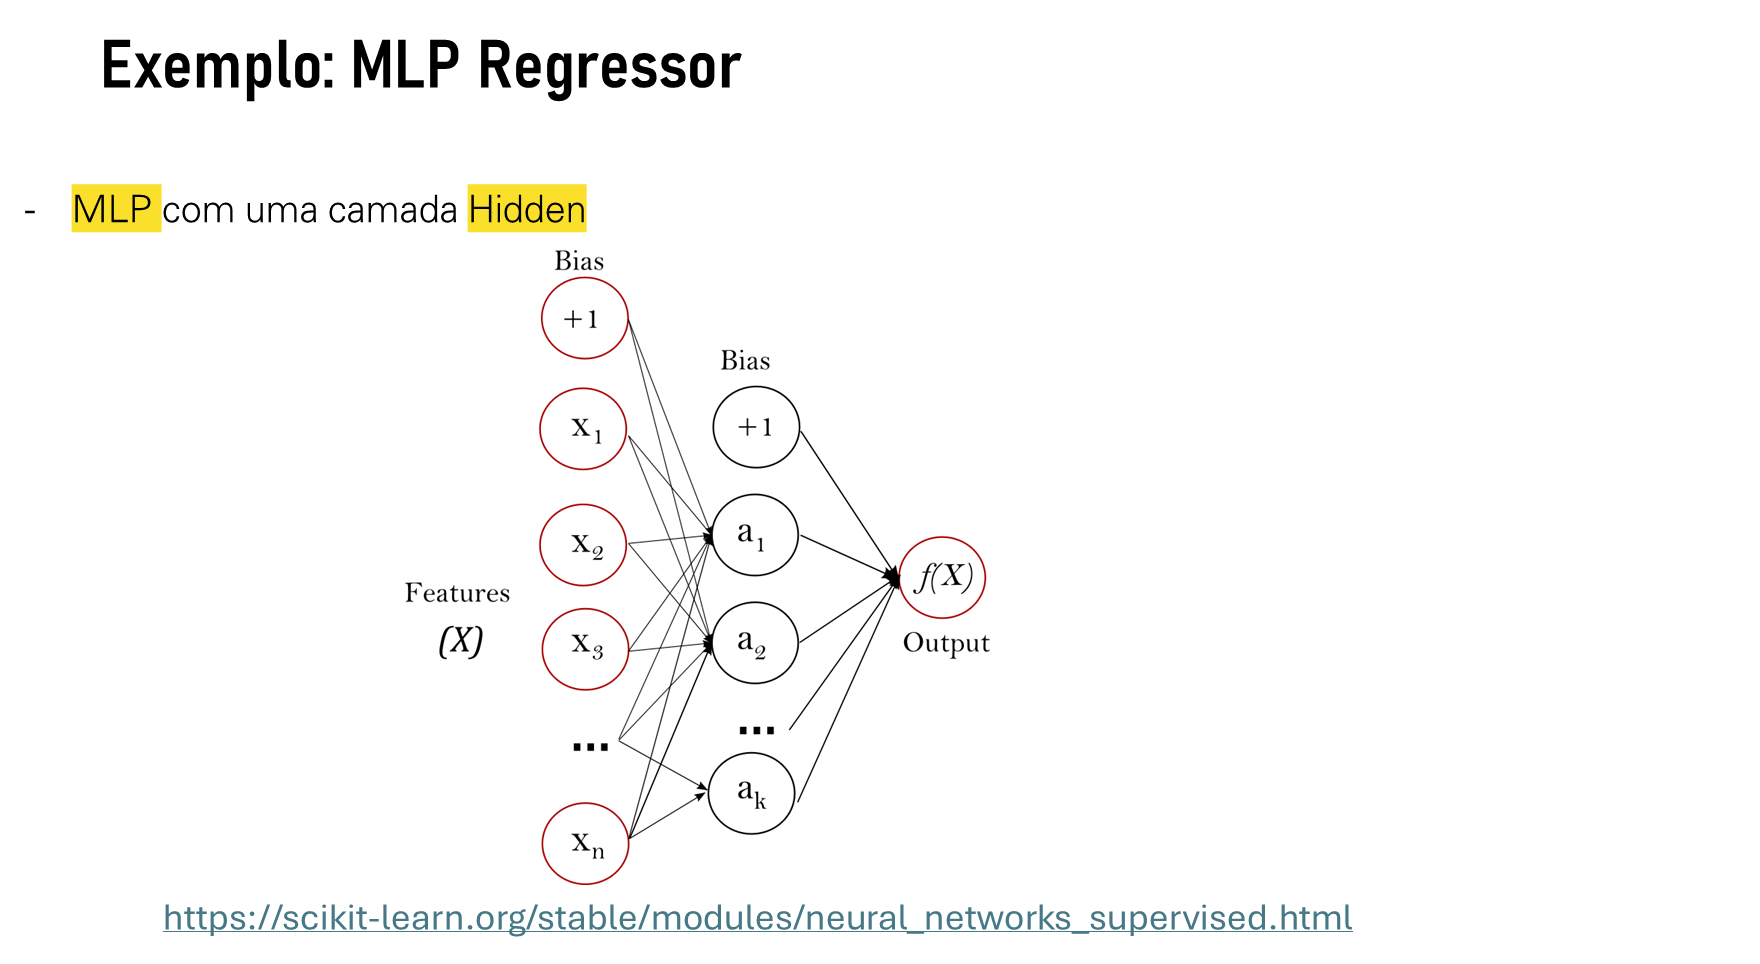 Exemplo: MLP Regressor
- MLP com uma camada Hidden
Bias
+1
Bias
x1
+1
x2
a1
f(X)
Features
(X)
x3
a2
Output
...
...
ak
xn
https://scikit-learn.org/stable/modules/neural_networks_supervised.html